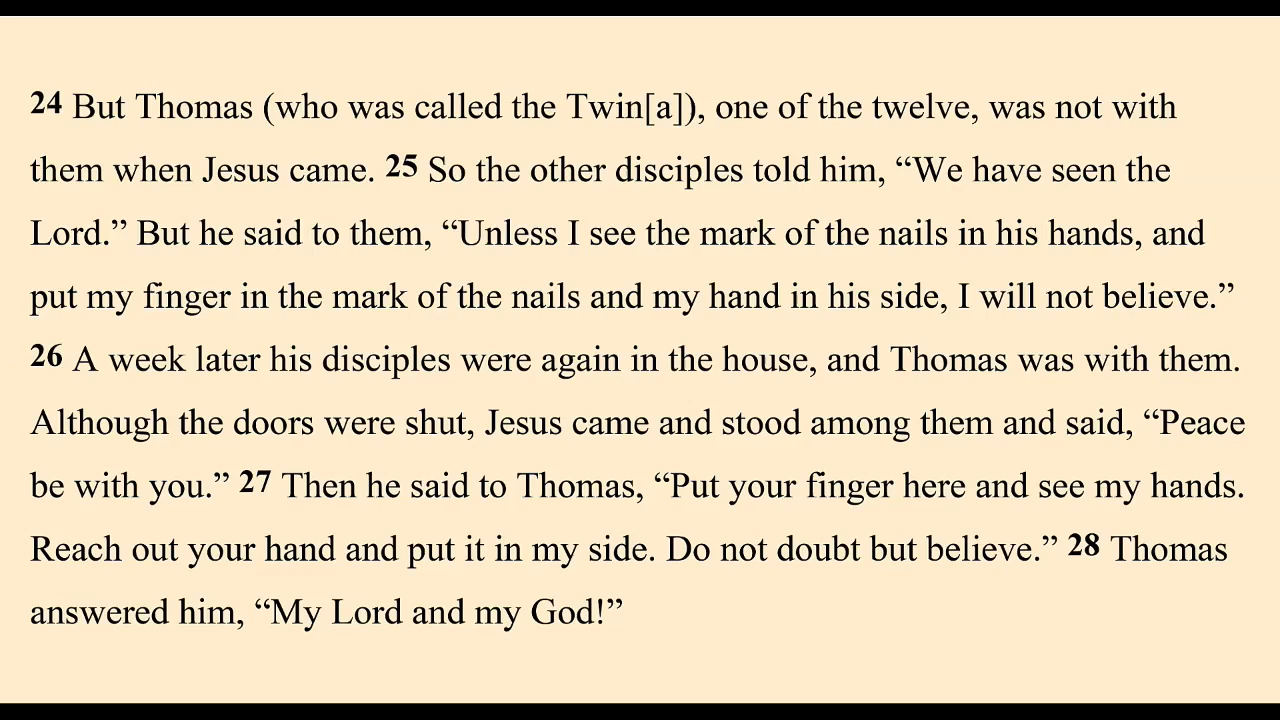 24 But Thomas (who was called the Twin[a]), one of the twelve, was not with
them when Jesus came. 25 So the other disciples told him, “We have seen the
Lord.” But he said to them, “Unless I see the mark of the nails in his hands, and
put my finger in the mark of the nails and my hand in his side, I will not believe.”
26 A week later his disciples were again in the house, and Thomas was with them.
Although the doors were shut, Jesus came and stood among them and said, “Peace
be with you.” 27 Then he said to Thomas, “Put your finger here and see my hands.
Reach out your hand and put it in my side. Do not doubt but believe.” 28 Thomas
answered him, “My Lord and my God!”